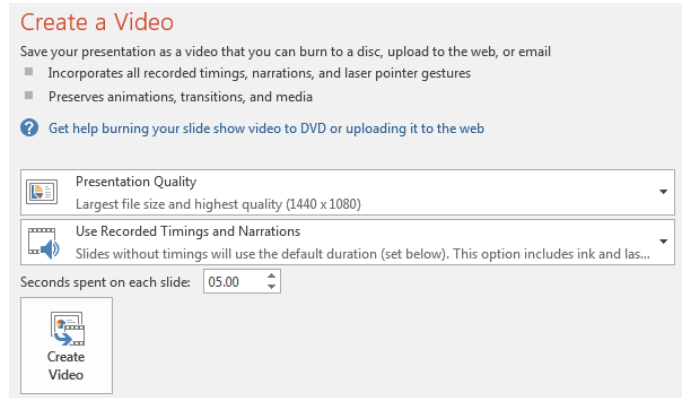 Create a Video
Save your presentation as a video that you can burn to a disc, upload to the web, or email
Incorporates all recorded timings, narrations, and laser pointer gestures
Preserves animations, transitions, and media
Get help burning your slide show video to DVD or uploading it to the web
Presentation Quality
Largest file size and highest quality (1440 x 1080)
Use Recorded Timings and Narrations
Slides without timings will use the default duration (set below). This option includes ink and las...
Seconds spent on each slide: 05.00
Create
Video